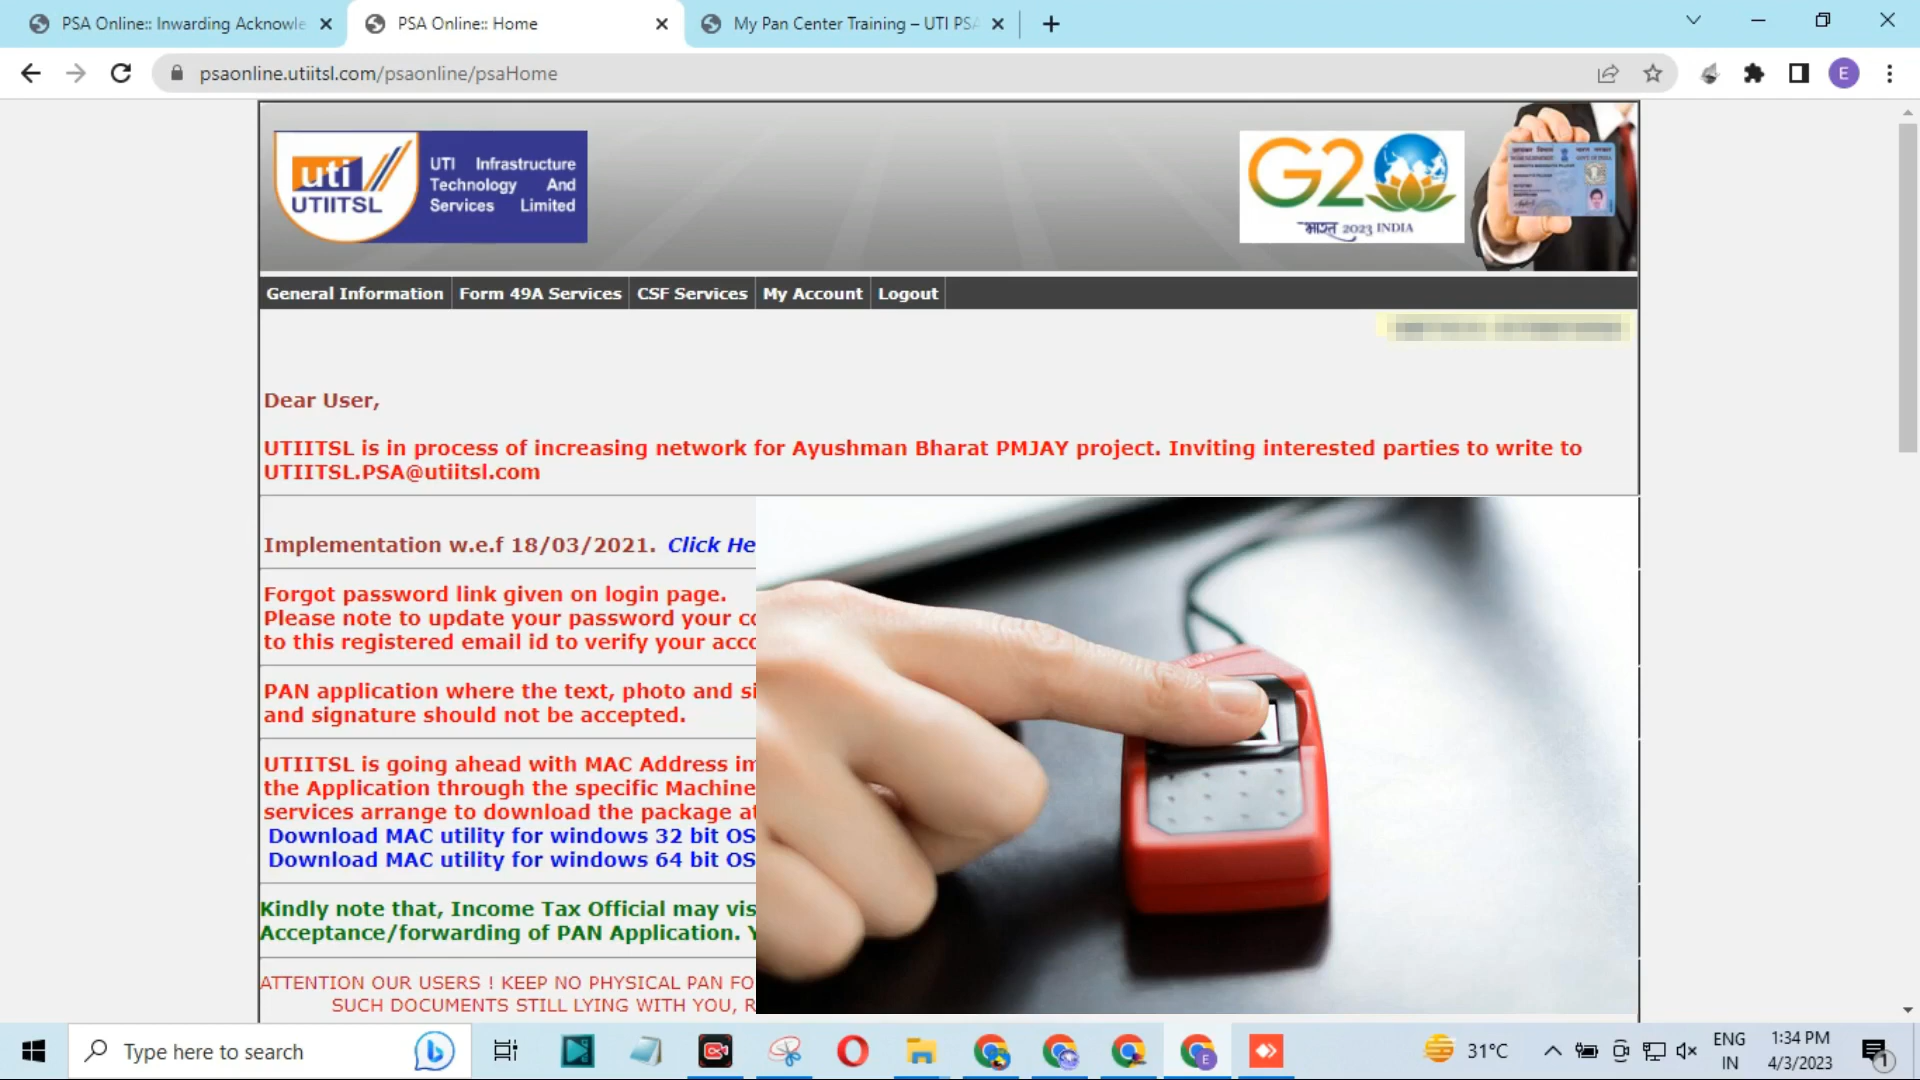 PSA Online:: Inwarding Acknowle
PSA Online:: Home
My Pan Center Training – UTI PSA
psaonline.utiitsl.com/psaonline/psaHome
uti
UTIITSL
UTI Infrastructure
Technology And
Services Limited
G20
भारत 2023 INDIA
General Information
Form 49A Services
CSF Services
My Account
Logout
Dear User,
UTIITSL is in process of increasing network for Ayushman Bharat PMJAY project. Inviting interested parties to write to
UTIITSL.PSA@utiitsl.com
Implementation w.e.f 18/03/2021. Click He
Forgot password link given on login page.
Please note to update your password your co
to this registered email id to verify your acco
PAN application where the text, photo and si
and signature should not be accepted.
UTIITSL is going ahead with MAC Address im
the Application through the specific Machine
services arrange to download the package at
Download MAC utility for windows 32 bit OS
Download MAC utility for windows 64 bit OS
Kindly note that, Income Tax Official may vis
Acceptance/forwarding of PAN Application. Y
ATTENTION OUR USERS ! KEEP NO PHYSICAL PAN FO
SUCH DOCUMENTS STILL LYING WITH YOU, R
Type here to search
31°C
ENG
IN
1:34 PM
4/3/2023
1